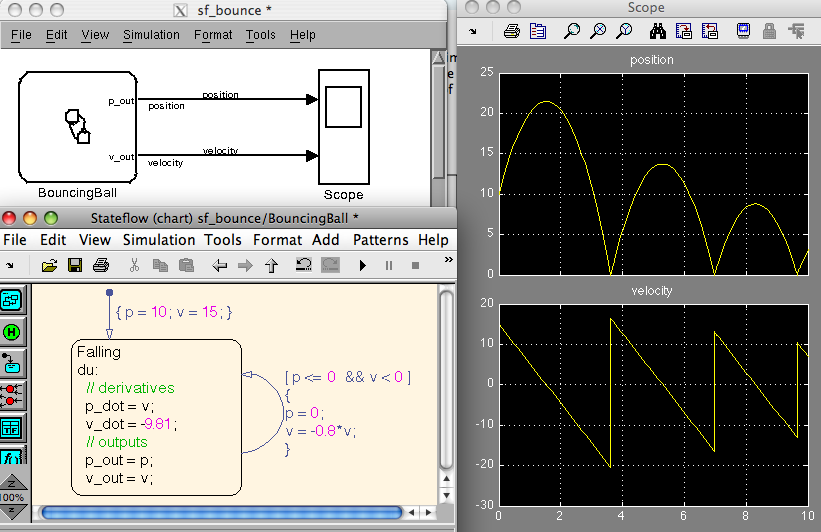 sf_bounce *
File Edit View Simulation Format Tools Help
p_out
position
position
v_out
velocity
velocity
BouncingBall
Scope
Stateflow (chart) sf_bounce/BouncingBall *
File Edit View Simulation Tools Format Add Patterns Help
»
{ p = 10; v = 15; }
Falling
du:
// derivatives
p_dot = v;
v_dot = -9.81;
// outputs
p_out = p;
v_out = v;
[ p <= 0 && v < 0 ]
{
p = 0;
v = -0.8*v;
}
H
TF
f()
Z
100%
Z
Scope
position
25
20
15
10
5
0
velocity
20
10
0
-10
-20
-30
0 2 4 6 8 10